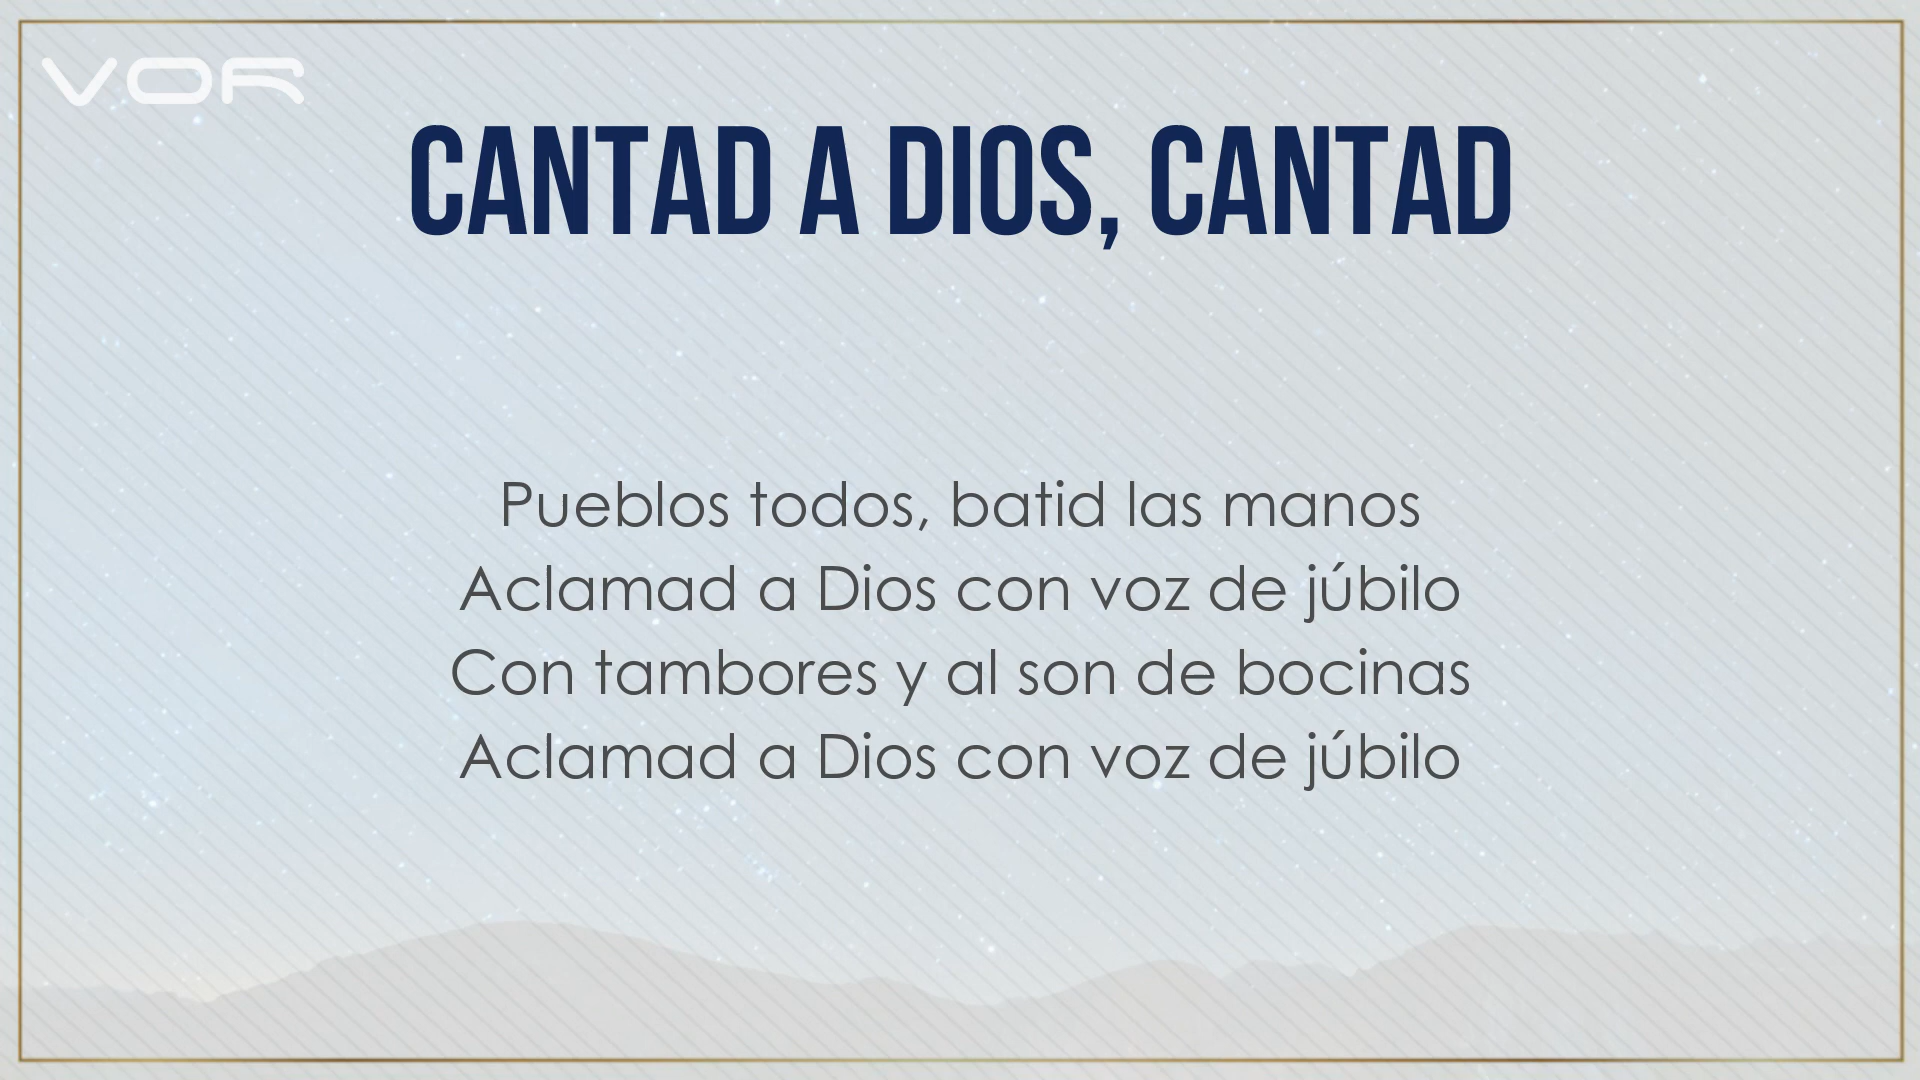 VOR
CANTAD A DIOS, CANTAD
Pueblos todos, batid las manos
Aclamad a Dios con voz de júbilo
Con tambores y al son de bocinas
Aclamad a Dios con voz de júbilo